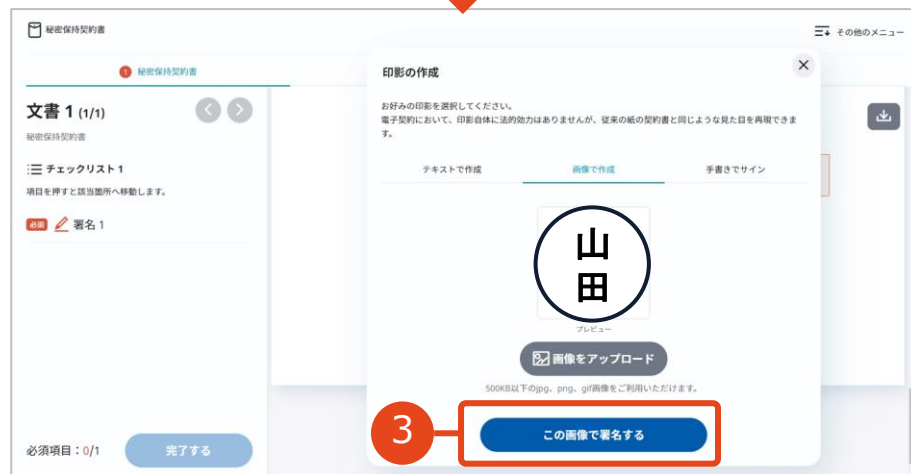 秘密保持契約書
その他のメニュー
1 秘密保持契約書
文書 1 (1/1)
秘密保持契約書
チェックリスト 1
項目を押すと該当箇所へ移動します。
必須 署名 1
必須項目：0/1
完了する
印影の作成
お好みの印影を選択してください。
電子契約において、印影自体に法的効力はありませんが、従来の紙の契約書と同じような見た目を再現できま
す。
テキストで作成 画像で作成 手書きでサイン
山
田
プレビュー
画像をアップロード
500KB以下のjpg、png、gif画像をご利用いただけます。
3
この画像で署名する